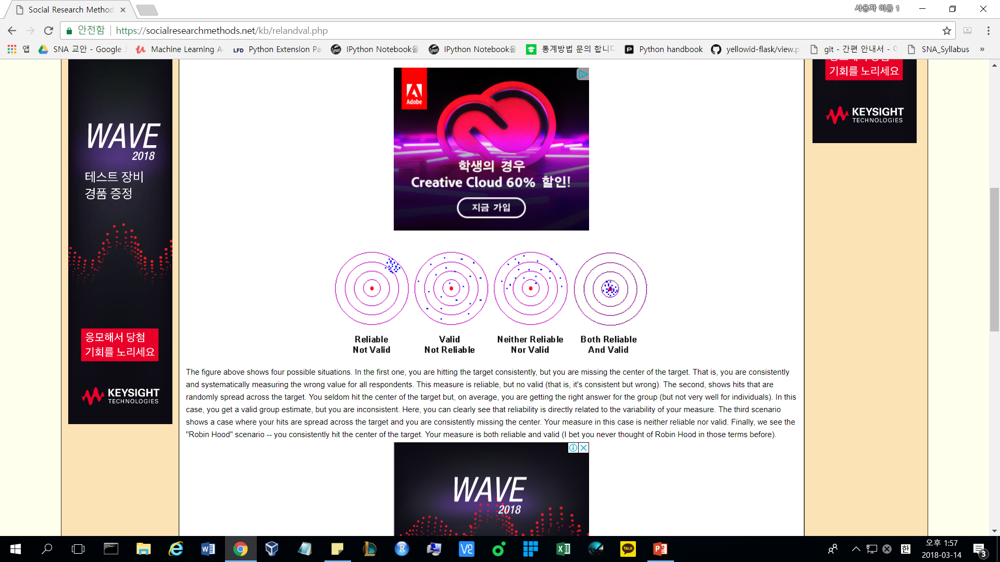 Social Research Method
사용자 이름 1
안전함
https://socialresearchmethods.net/kb/relandval.php
앱
SNA 교안 - Google
Machine Learning A-
LFD
Python Extension Pa
IPython Notebook을
IPython Notebook을
통계방법 문의 합니다
Python handbook
yellowid-flask/view.p
git - 간편 안내서 -
SNA_Syllabus
»
WAVE
2018
테스트 장비
경품 증정
응모해서 당첨
기회를 노리세요
KEYSIGHT
TECHNOLOGIES
Adobe
학생의 경우
Creative Cloud 60% 할인!
지금 가입
기회를 노리세요
KEYSIGHT
TECHNOLOGIES
Reliable
Not Valid
Valid
Not Reliable
Neither Reliable
Nor Valid
Both Reliable
And Valid
The figure above shows four possible situations. In the first one, you are hitting the target consistently, but you are missing the center of the target. That is, you are consistently
and systematically measuring the wrong value for all respondents. This measure is reliable, but no valid (that is, it's consistent but wrong). The second, shows hits that are
randomly spread across the target. You seldom hit the center of the target but, on average, you are getting the right answer for the group (but not very well for individuals). In this
case, you get a valid group estimate, but you are inconsistent. Here, you can clearly see that reliability is directly related to the variability of your measure. The third scenario
shows a case where your hits are spread across the target and you are consistently missing the center. Your measure in this case is neither reliable nor valid. Finally, we see the
"Robin Hood" scenario -- you consistently hit the center of the target. Your measure is both reliable and valid (I bet you never thought of Robin Hood in those terms before).
WAVE
2018
TALK
한
오후 1:57
2018-03-14
3